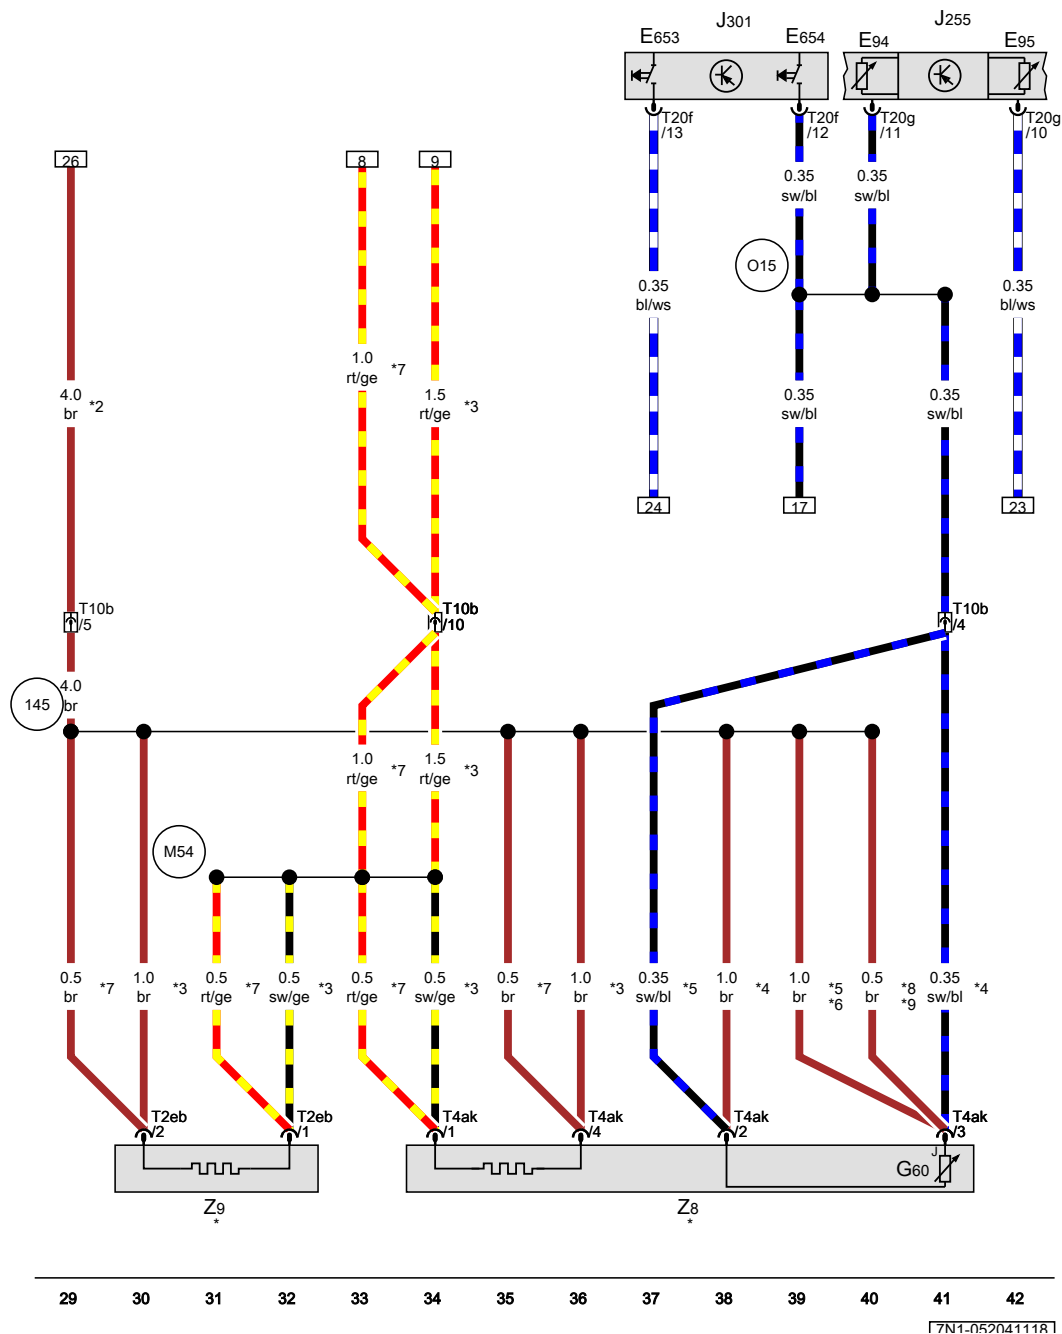 J301
J255
E653
E654
E94
E95
T20f
/13
T20f
/12
T20g
/11
T20g
/10
26
8
9
0.35
sw/bl
0.35
sw/bl
O15
0.35
bl/ws
0.35
bl/ws
1.0
rt/ge
*7
4.0
br
*2
1.5
rt/ge
*3
0.35
sw/bl
0.35
sw/bl
24
17
23
T10b
/5
T10b
/10
T10b
/4
145
4.0
br
1.0
rt/ge
*7
1.5
rt/ge
*3
M54
0.5
br
*7
1.0
br
*3
0.5
rt/ge
*7
0.5
sw/ge
*3
0.5
rt/ge
*7
0.5
sw/ge
*3
0.5
br
*7
1.0
br
*3
0.35
sw/bl
*5
1.0
br
*4
1.0
br
*5
*6
0.5
br
*8
*9
0.35
sw/bl
*4
T2eb
/2
T2eb
/1
T4ak
/1
T4ak
/4
T4ak
/2
T4ak
/3
J
G60
Z9
*
Z8
*
29 30 31 32 33 34 35 36 37 38 39 40 41 42
7N1-052041118